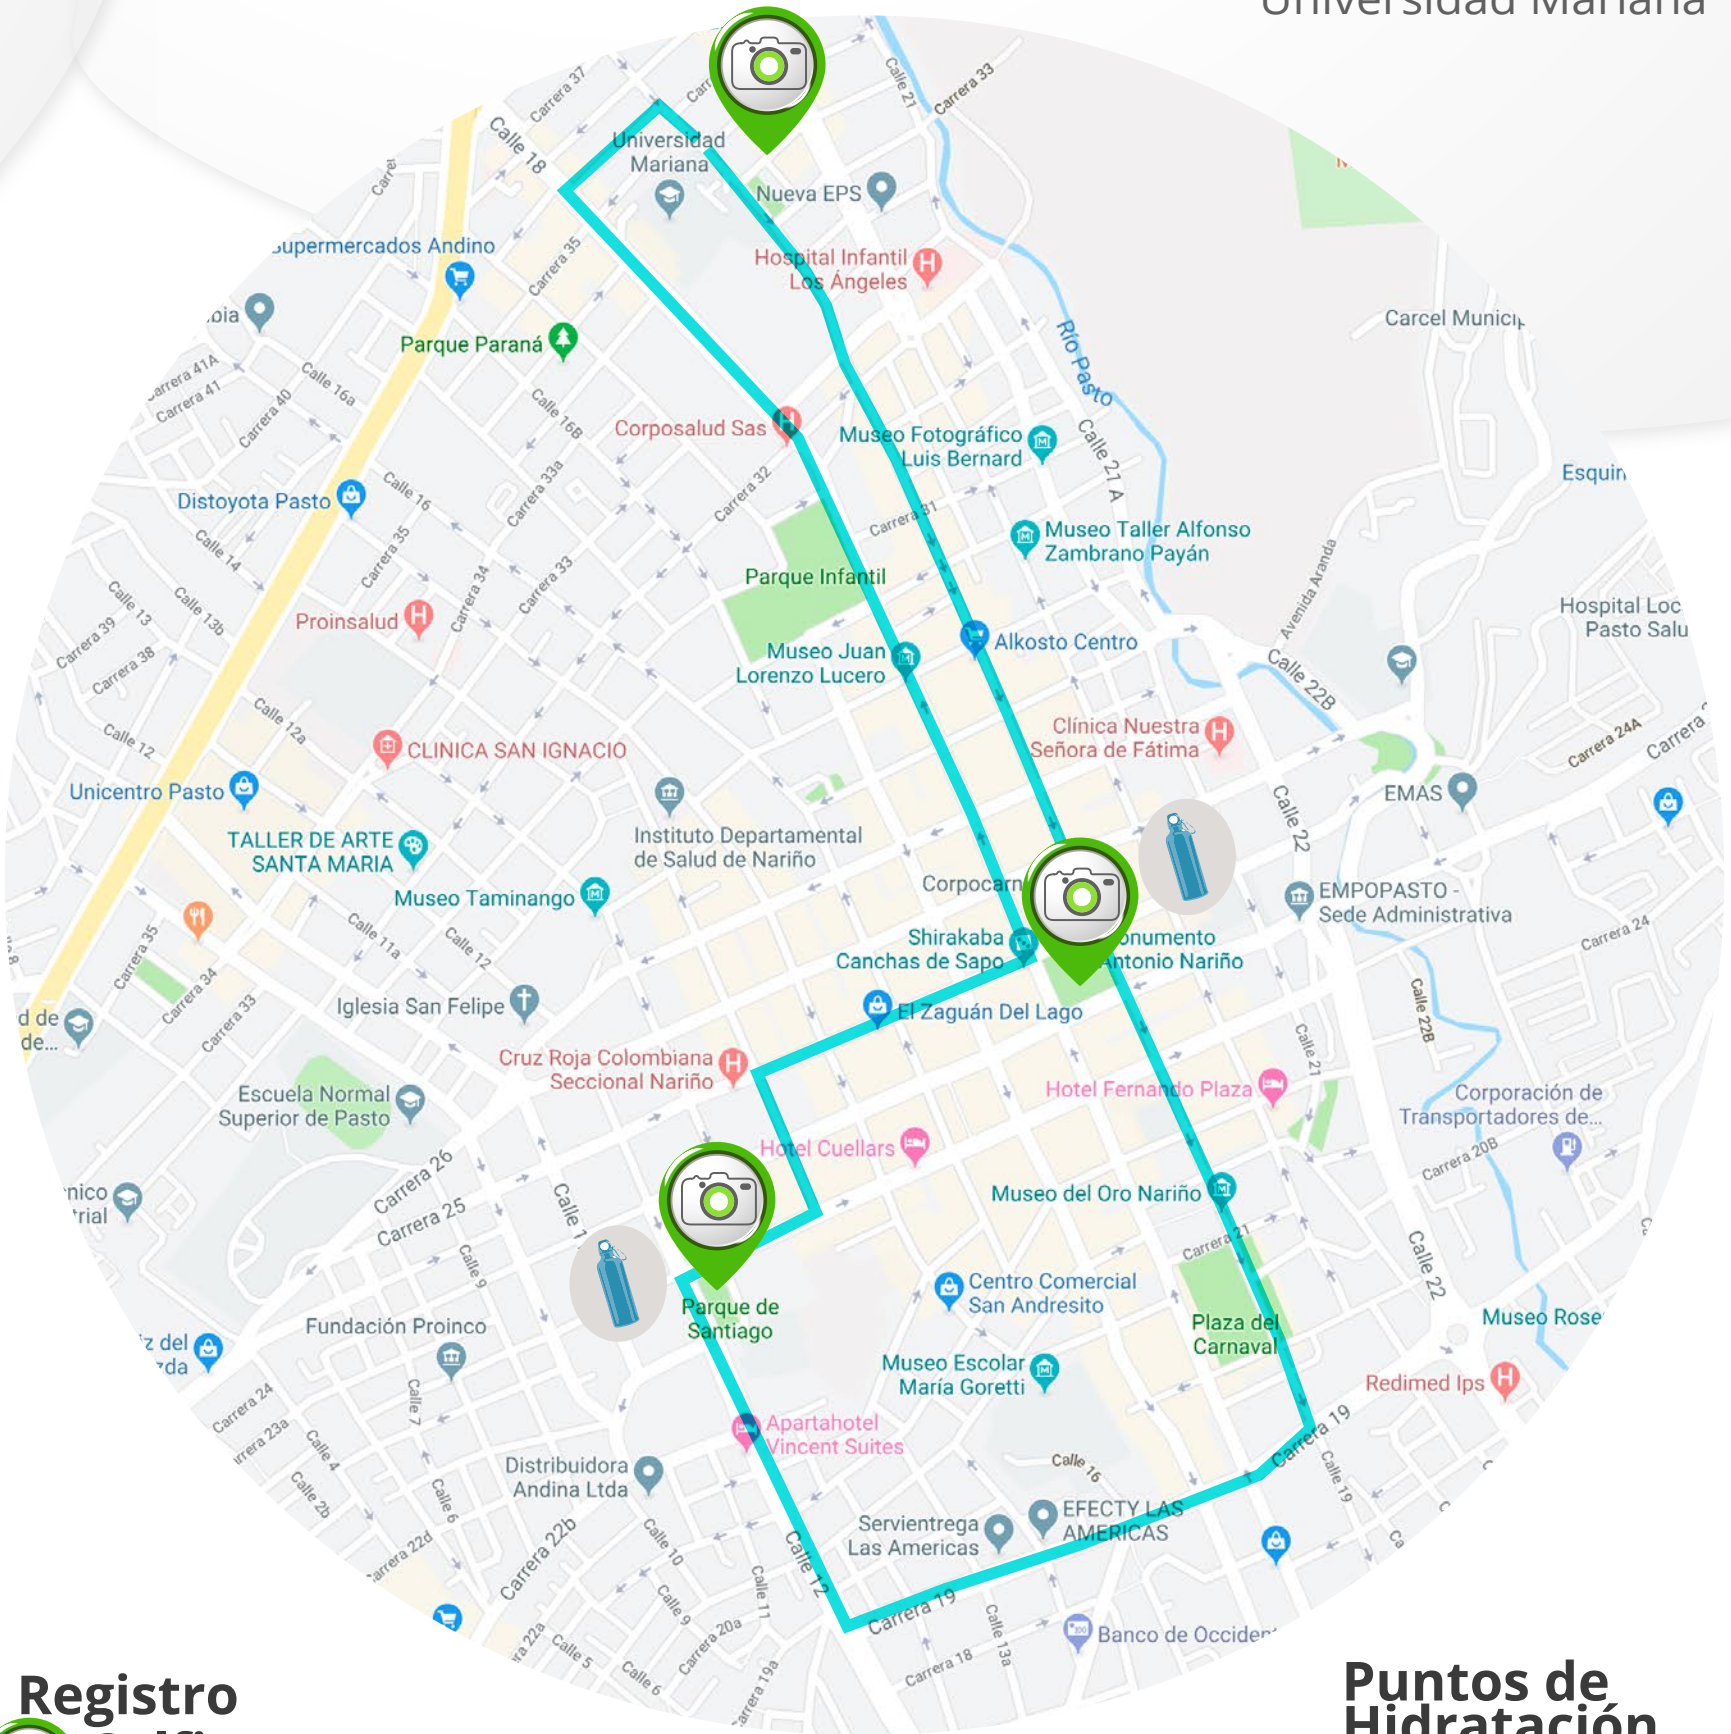 Universidad Mariana
Calle 21
Carrera 33
Carrera 37
Calle 18
Universidad
Mariana
Nueva EPS
Supermercados Andino
Carrera 35
Hospital Infantil
Los Ángeles
Parque Paraná
Río Pasto
Carcel Municip
Carrera 41A
Carrera 41
Carrera 40
Calle 16a
Calle 16B
Corposalud Sas
Museo Fotográfico
Luis Bernard
Calle 21 A
Distoyota Pasto
Calle 16
Carrera 33a
Carrera 32
Carrera 31
Museo Taller Alfonso
Zambrano Payán
Calle 14
Carrera 35
Carrera 34
Carrera 33
Parque Infantil
Avenida Aranda
Calle 13
Calle 13b
Proinsalud
Hospital Loc
Pasto Salu
Carrera 39
Carrera 38
Museo Juan
Lorenzo Lucero
Alkosto Centro
Calle 22B
Calle 12
Calle 12a
CLINICA SAN IGNACIO
Clínica Nuestra
Señora de Fátima
Carrera 24A
Carrera
Unicentro Pasto
EMAS
Calle 22
TALLER DE ARTE
SANTA MARIA
Instituto Departamental
de Salud de Nariño
Museo Taminango
Corpocarn
EMPOPASTO -
Sede Administrativa
Calle 11a
Calle 12
Carrera 35
Carrera 34
Carrera 33
Shirakaba
Canchas de Sapo
onumento
Antonio Nariño
Carrera 24
Iglesia San Felipe
El Zaguán Del Lago
Calle 22B
d de
de...
Cruz Roja Colombiana
Seccional Nariño
Calle 21
Escuela Normal
Superior de Pasto
Hotel Fernando Plaza
Corporación de
Transportadores de...
Carrera 26
Carrera 25
Hotel Cuellars
Carrera 20B
nico
trial
Calle 1
Museo del Oro Nariño
Carrera 21
Calle 9
Calle 22
Centro Comercial
San Andresito
Parque de
Santiago
Fundación Proinco
Plaza del
Carnaval
Museo Rose
z del
zda
Museo Escolar
María Goretti
Redimed Ips
Carrera 24
Calle 7
Apartahotel
Vincent Suites
Carrera 19
Calle 4
Distribuidora
Andina Ltda
Calle 16
Calle 19
Calle 2b
Calle 6
Servientrega
Las Americas
EFECTY LAS
AMERICAS
Carrera 22b
Calle 10
Calle 12
Calle 11
Calle 9
Carrera 19
Calle 13a
Banco de Occiden
Carrera 20a
Carrera 18
Calle 5
Calle 6
Registro
Puntos de
Hidratación